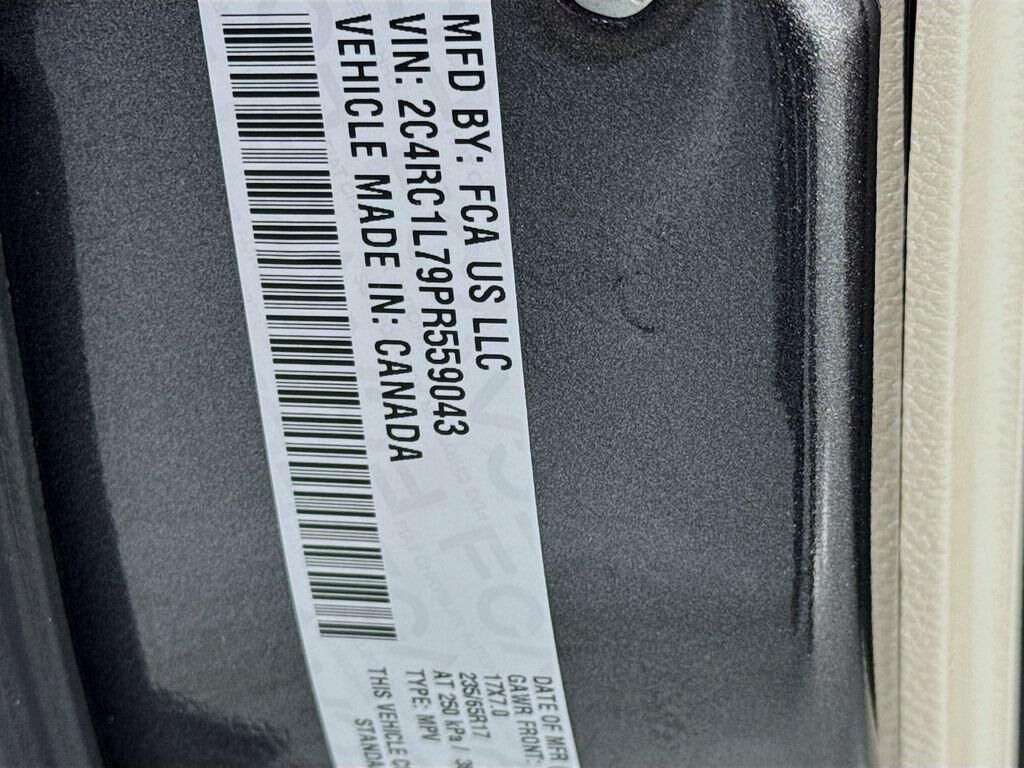 MFD BY: FCA US LLC
VIN: 2C4RC1L79PR559043
VEHICLE MADE IN: CANADA
DATE OF MFR
GAWR FRONT:
17X7.0
235/65R17
AT 250 kPa /
TYPE: MPV
THIS VEHICLE
STANDA